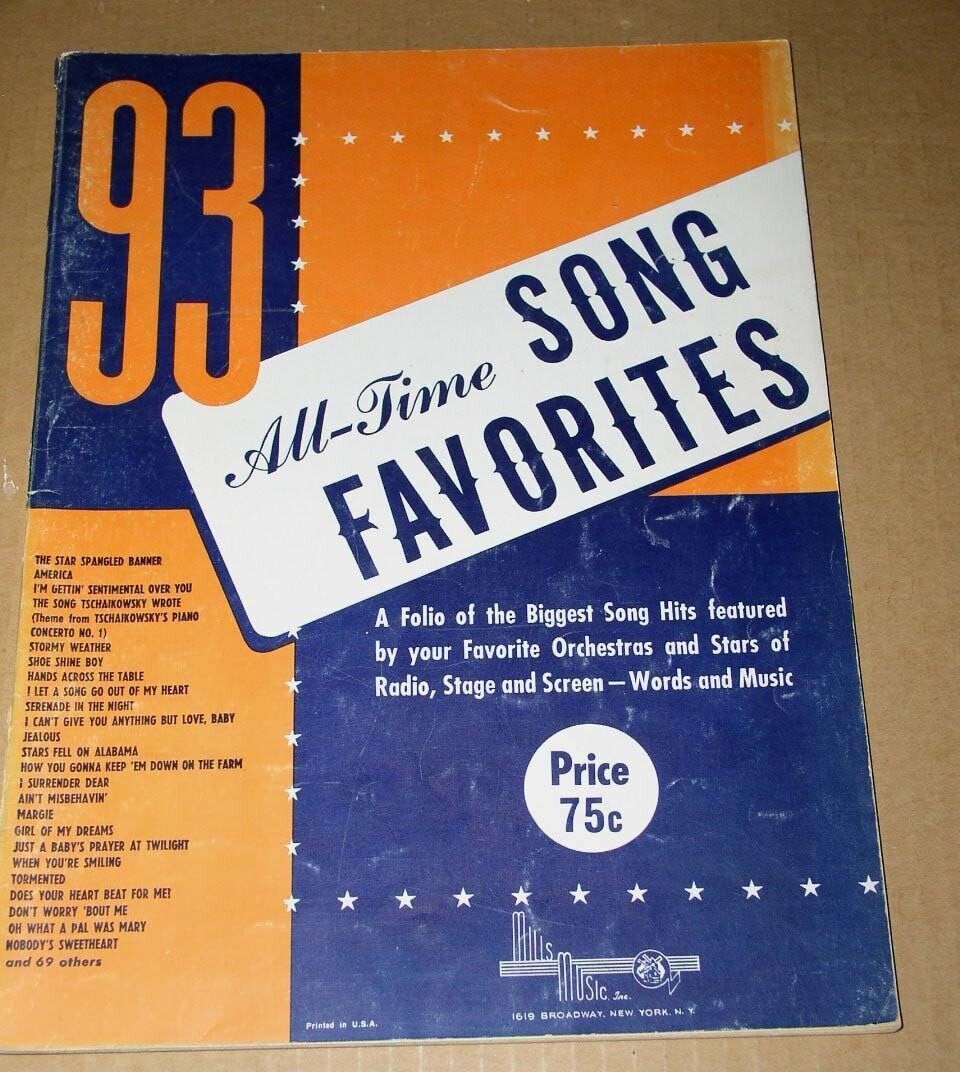 93
All-Time SONG
FAVORITES
THE STAR SPANGLED BANNER
AMERICA
I'M GETTIN' SENTIMENTAL OVER YOU
THE SONG TSCHAIKOWSKY WROTE
(Theme from TSCHAIKOWSKY'S PIANO
CONCERTO NO. 1)
STORMY WEATHER
SHOE SHINE BOY
HANDS ACROSS THE TABLE
I LET A SONG GO OUT OF MY HEART
SERENADE IN THE NIGHT
I CAN'T GIVE YOU ANYTHING BUT LOVE, BABY
JEALOUS
STARS FELL ON ALABAMA
HOW YOU GONNA KEEP 'EM DOWN ON THE FARM
I SURRENDER DEAR
AIN'T MISBEHAVIN'
MARGIE
GIRL OF MY DREAMS
JUST A BABY'S PRAYER AT TWILIGHT
WHEN YOU'RE SMILING
TORMENTED
DOES YOUR HEART BEAT FOR ME?
DON'T WORRY 'BOUT ME
OH WHAT A PAL WAS MARY
NOBODY'S SWEETHEART
and 69 others
A Folio of the Biggest Song Hits featured
by your Favorite Orchestras and Stars of
Radio, Stage and Screen—Words and Music
Price
75c
Mills
Music Inc.
1619 BROADWAY, NEW YORK, N. Y.
Printed in U.S.A.